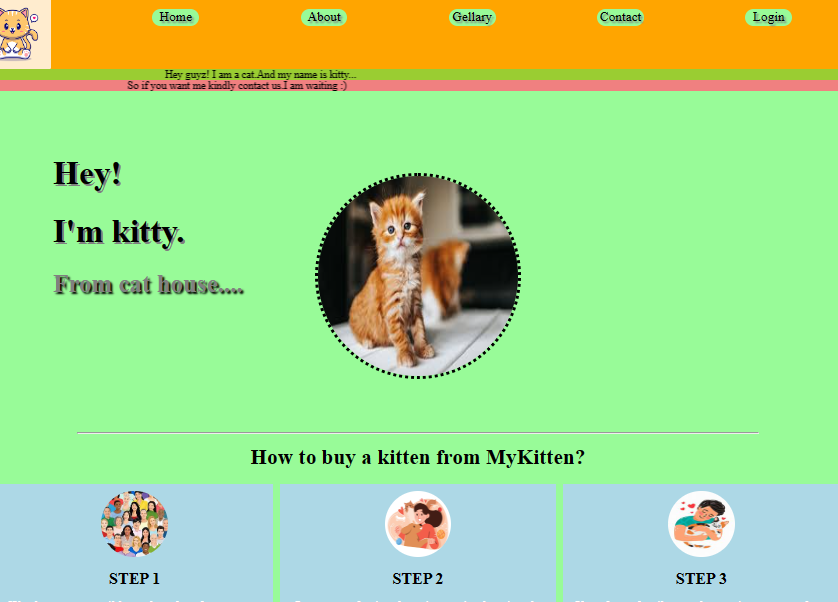 Home About Gellary Contact Login
Hey guyz! I am a cat.And my name is kitty...
So if you want me kindly contact us.I am waiting :)
Hey!
I'm kitty.
From cat house....
How to buy a kitten from MyKitten?
STEP 1 STEP 2 STEP 3